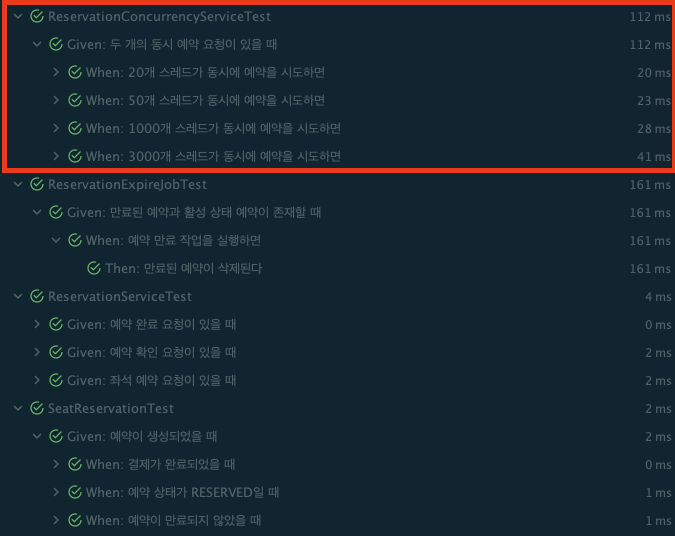 ReservationConcurrencyServiceTest 112 ms
Given: 두 개의 동시 예약 요청이 있을 때 112 ms
When: 20개 스레드가 동시에 예약을 시도하면 20 ms
When: 50개 스레드가 동시에 예약을 시도하면 23 ms
When: 1000개 스레드가 동시에 예약을 시도하면 28 ms
When: 3000개 스레드가 동시에 예약을 시도하면 41 ms
ReservationExpireJobTest 161 ms
Given: 만료된 예약과 활성 상태 예약이 존재할 때 161 ms
When: 예약 만료 작업을 실행하면 161 ms
Then: 만료된 예약이 삭제된다 161 ms
ReservationServiceTest 4 ms
Given: 예약 완료 요청이 있을 때 0 ms
Given: 예약 확인 요청이 있을 때 2 ms
Given: 좌석 예약 요청이 있을 때 2 ms
SeatReservationTest 2 ms
Given: 예약이 생성되었을 때 2 ms
When: 결제가 완료되었을 때 0 ms
When: 예약 상태가 RESERVED일 때 1 ms
When: 예약이 만료되지 않았을 때 1 ms